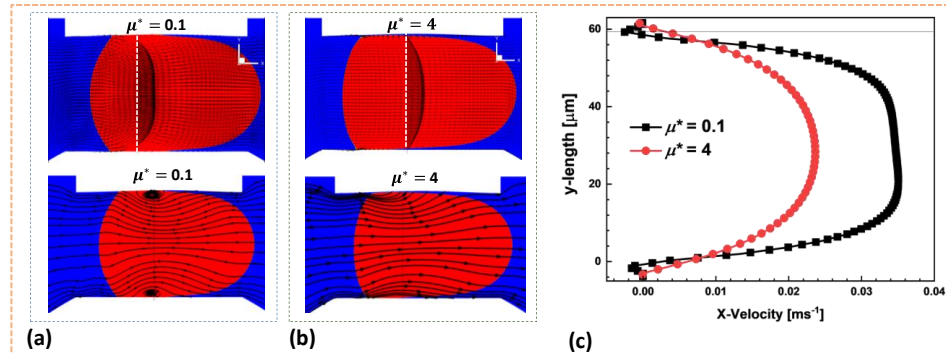 μ* = 0.1
μ* = 4
μ* = 0.1
μ* = 4
(a)
(b)
(c)
y-length [μm]
60
40
20
0
μ* = 0.1
μ* = 4
0.00 0.01 0.02 0.03 0.04
X-Velocity [ms⁻¹]